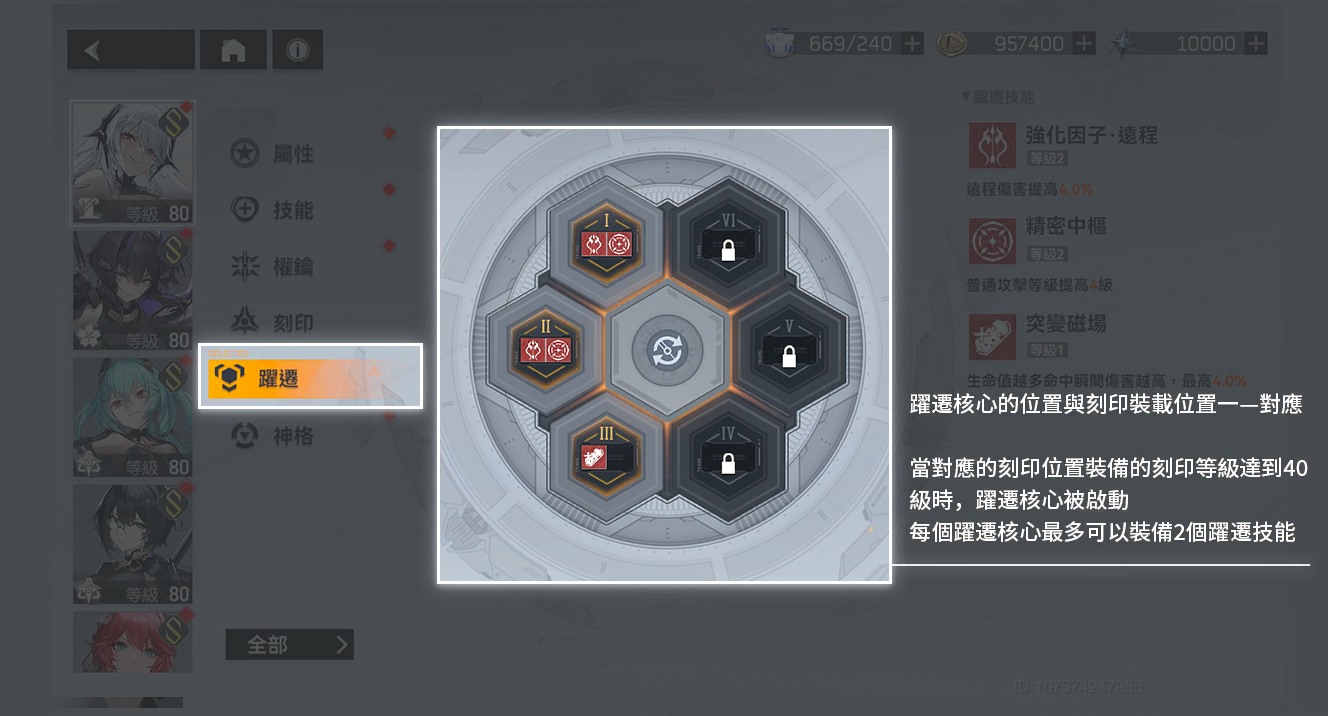 669/240
957400
10000
等級 80
等級 80
等級 80
等級 80
屬性
技能
權鑰
刻印
SELECTED
躍遷
神格
全部
I
VI
II
V
III
IV
▼躍遷技能
強化因子·遠程
等級2
遠程傷害提高4.0%
精密中樞
等級2
普通攻擊等級提高4級
突變磁場
等級1
生命值越多命中瞬間傷害越高，最高4.0%
躍遷核心的位置與刻印裝載位置一—對應
當對應的刻印位置裝備的刻印等級達到40
級時，躍遷核心被啟動
每個躍遷核心最多可以裝備2個躍遷技能
ID:107374247936